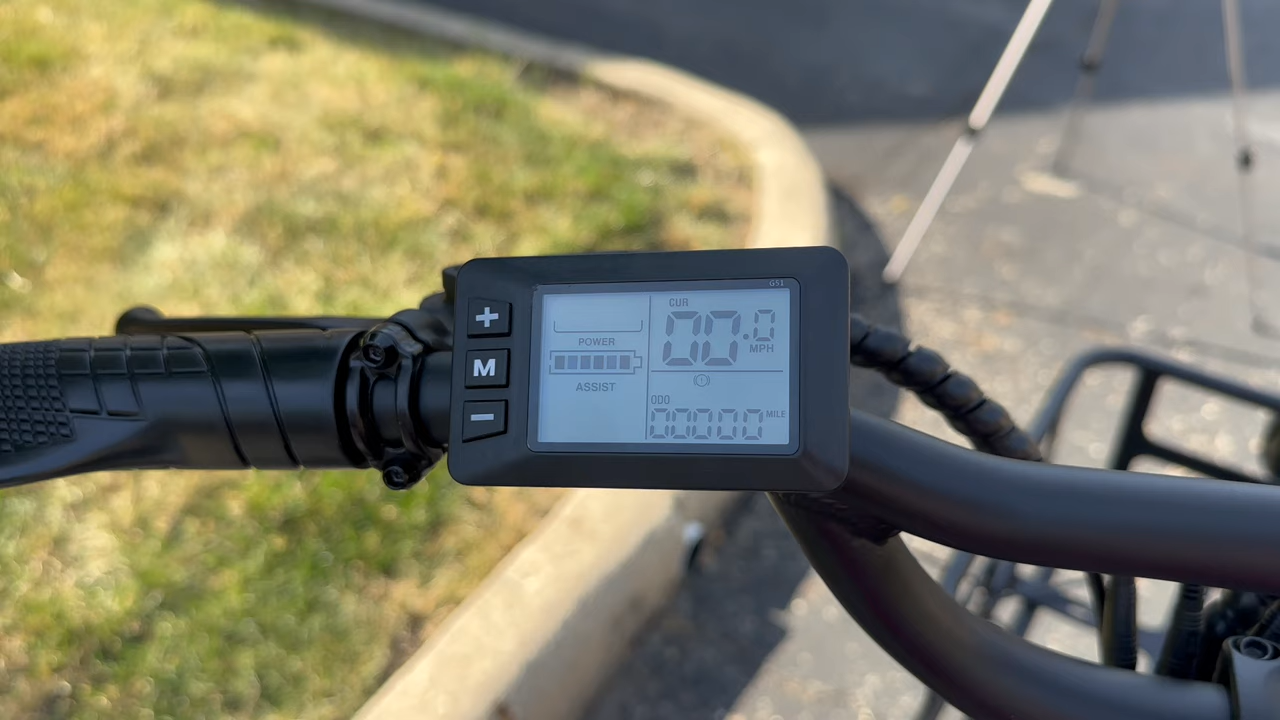 G51
+
M
−
POWER
ASSIST
CUR
00.0
MPH
ODO
00000 MILE